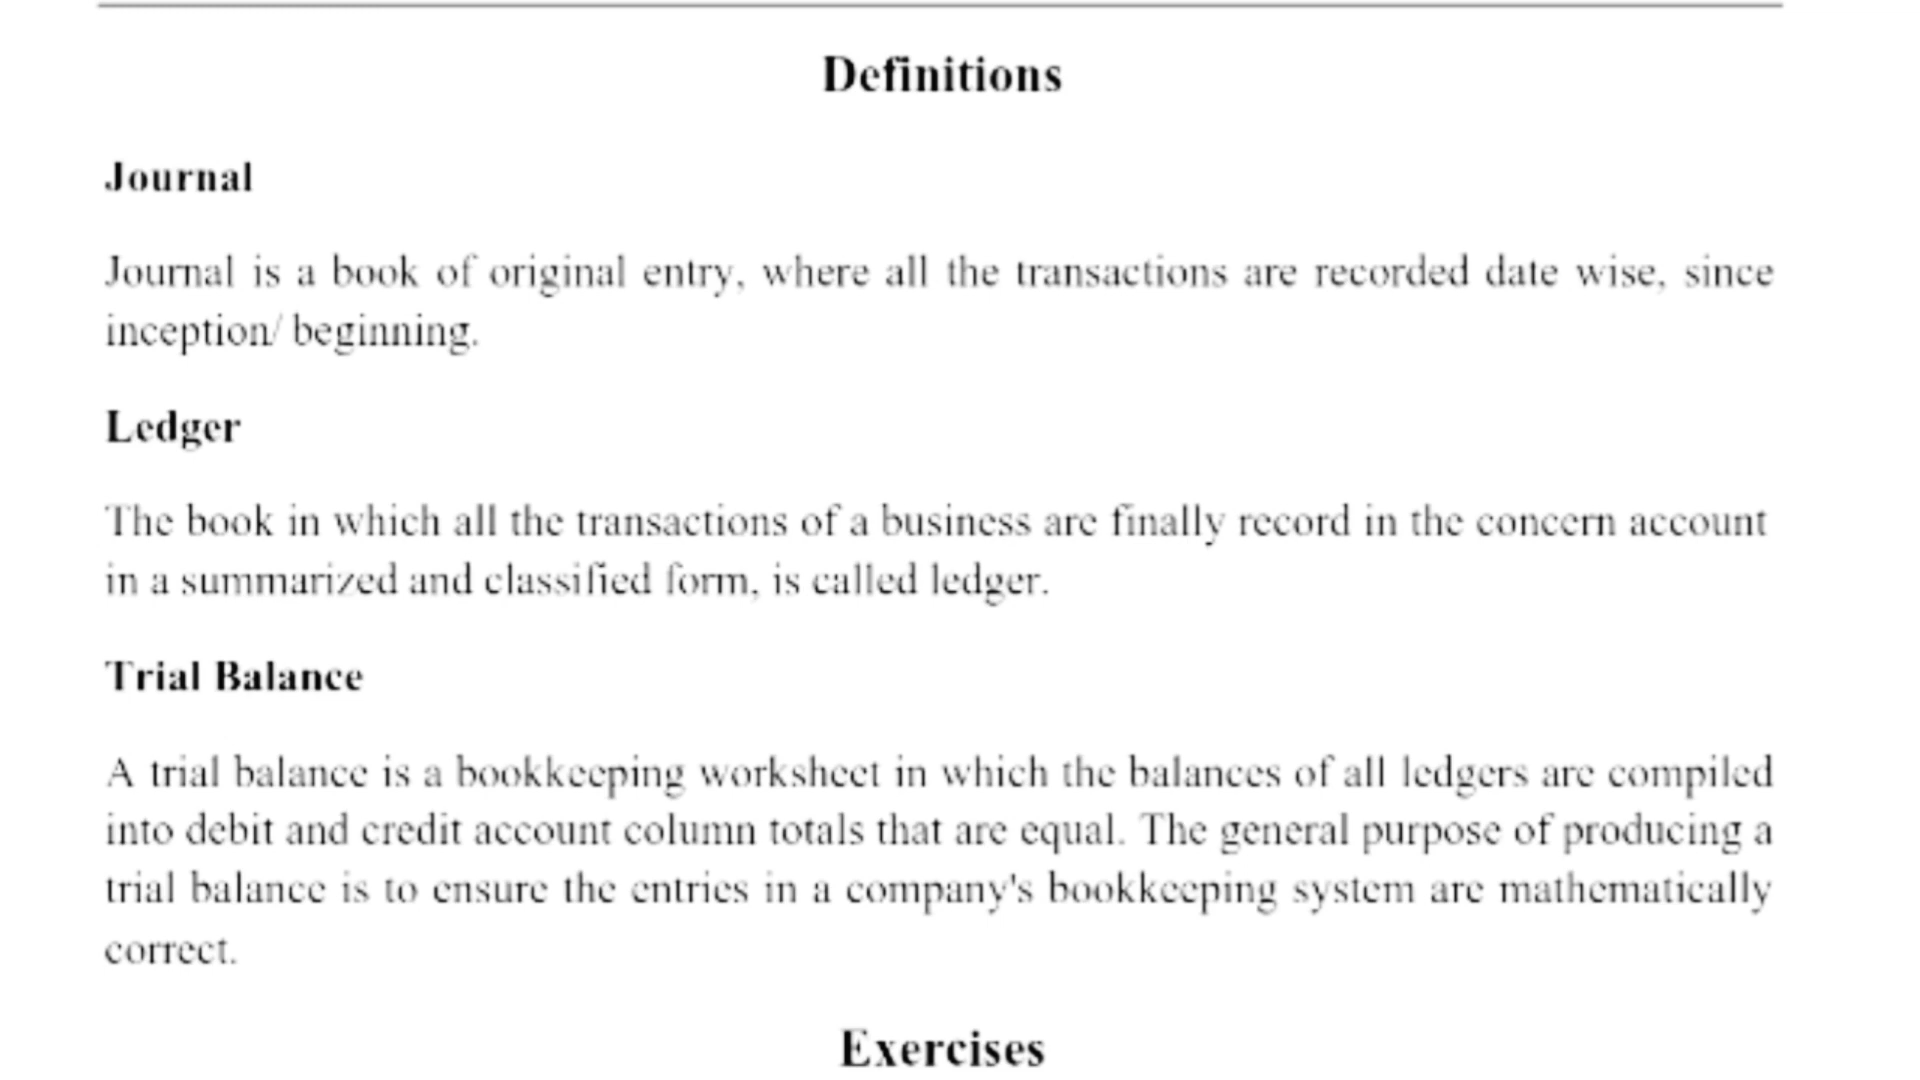 Definitions
Journal
Journal is a book of original entry, where all the transactions are recorded date wise, since
inception/ beginning.
Ledger
The book in which all the transactions of a business are finally record in the concern account
in a summarized and classified form, is called ledger.
Trial Balance
A trial balance is a bookkeeping worksheet in which the balances of all ledgers are compiled
into debit and credit account column totals that are equal. The general purpose of producing a
trial balance is to ensure the entries in a company's bookkeeping system are mathematically
correct.
Exercises